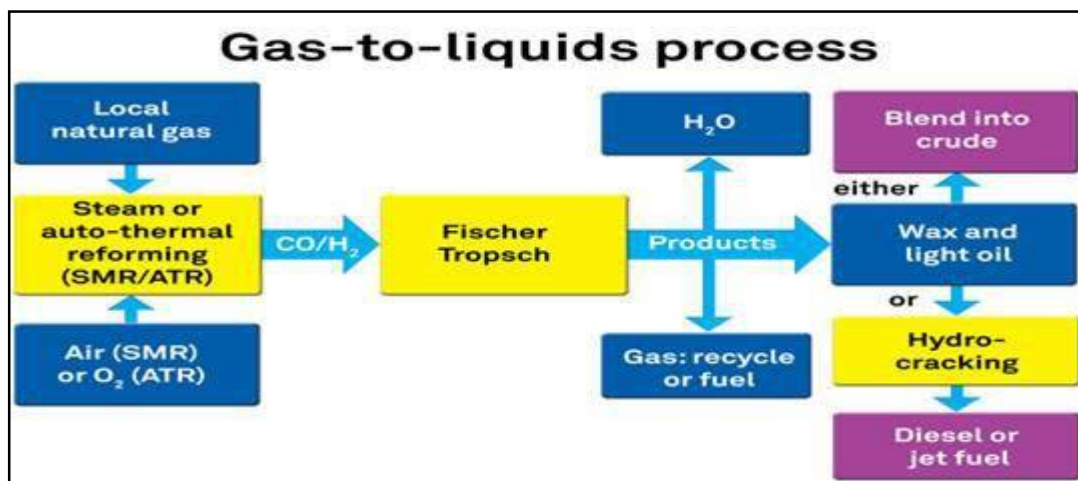 Gas-to-liquids process
Local
natural gas
Steam or
auto-thermal
reforming
(SMR/ATR)
Air (SMR)
or O₂ (ATR)
CO/H₂
Fischer
Tropsch
Products
H₂O
Gas: recycle
or fuel
Blend into
crude
either
Wax and
light oil
or
Hydro-
cracking
Diesel or
jet fuel